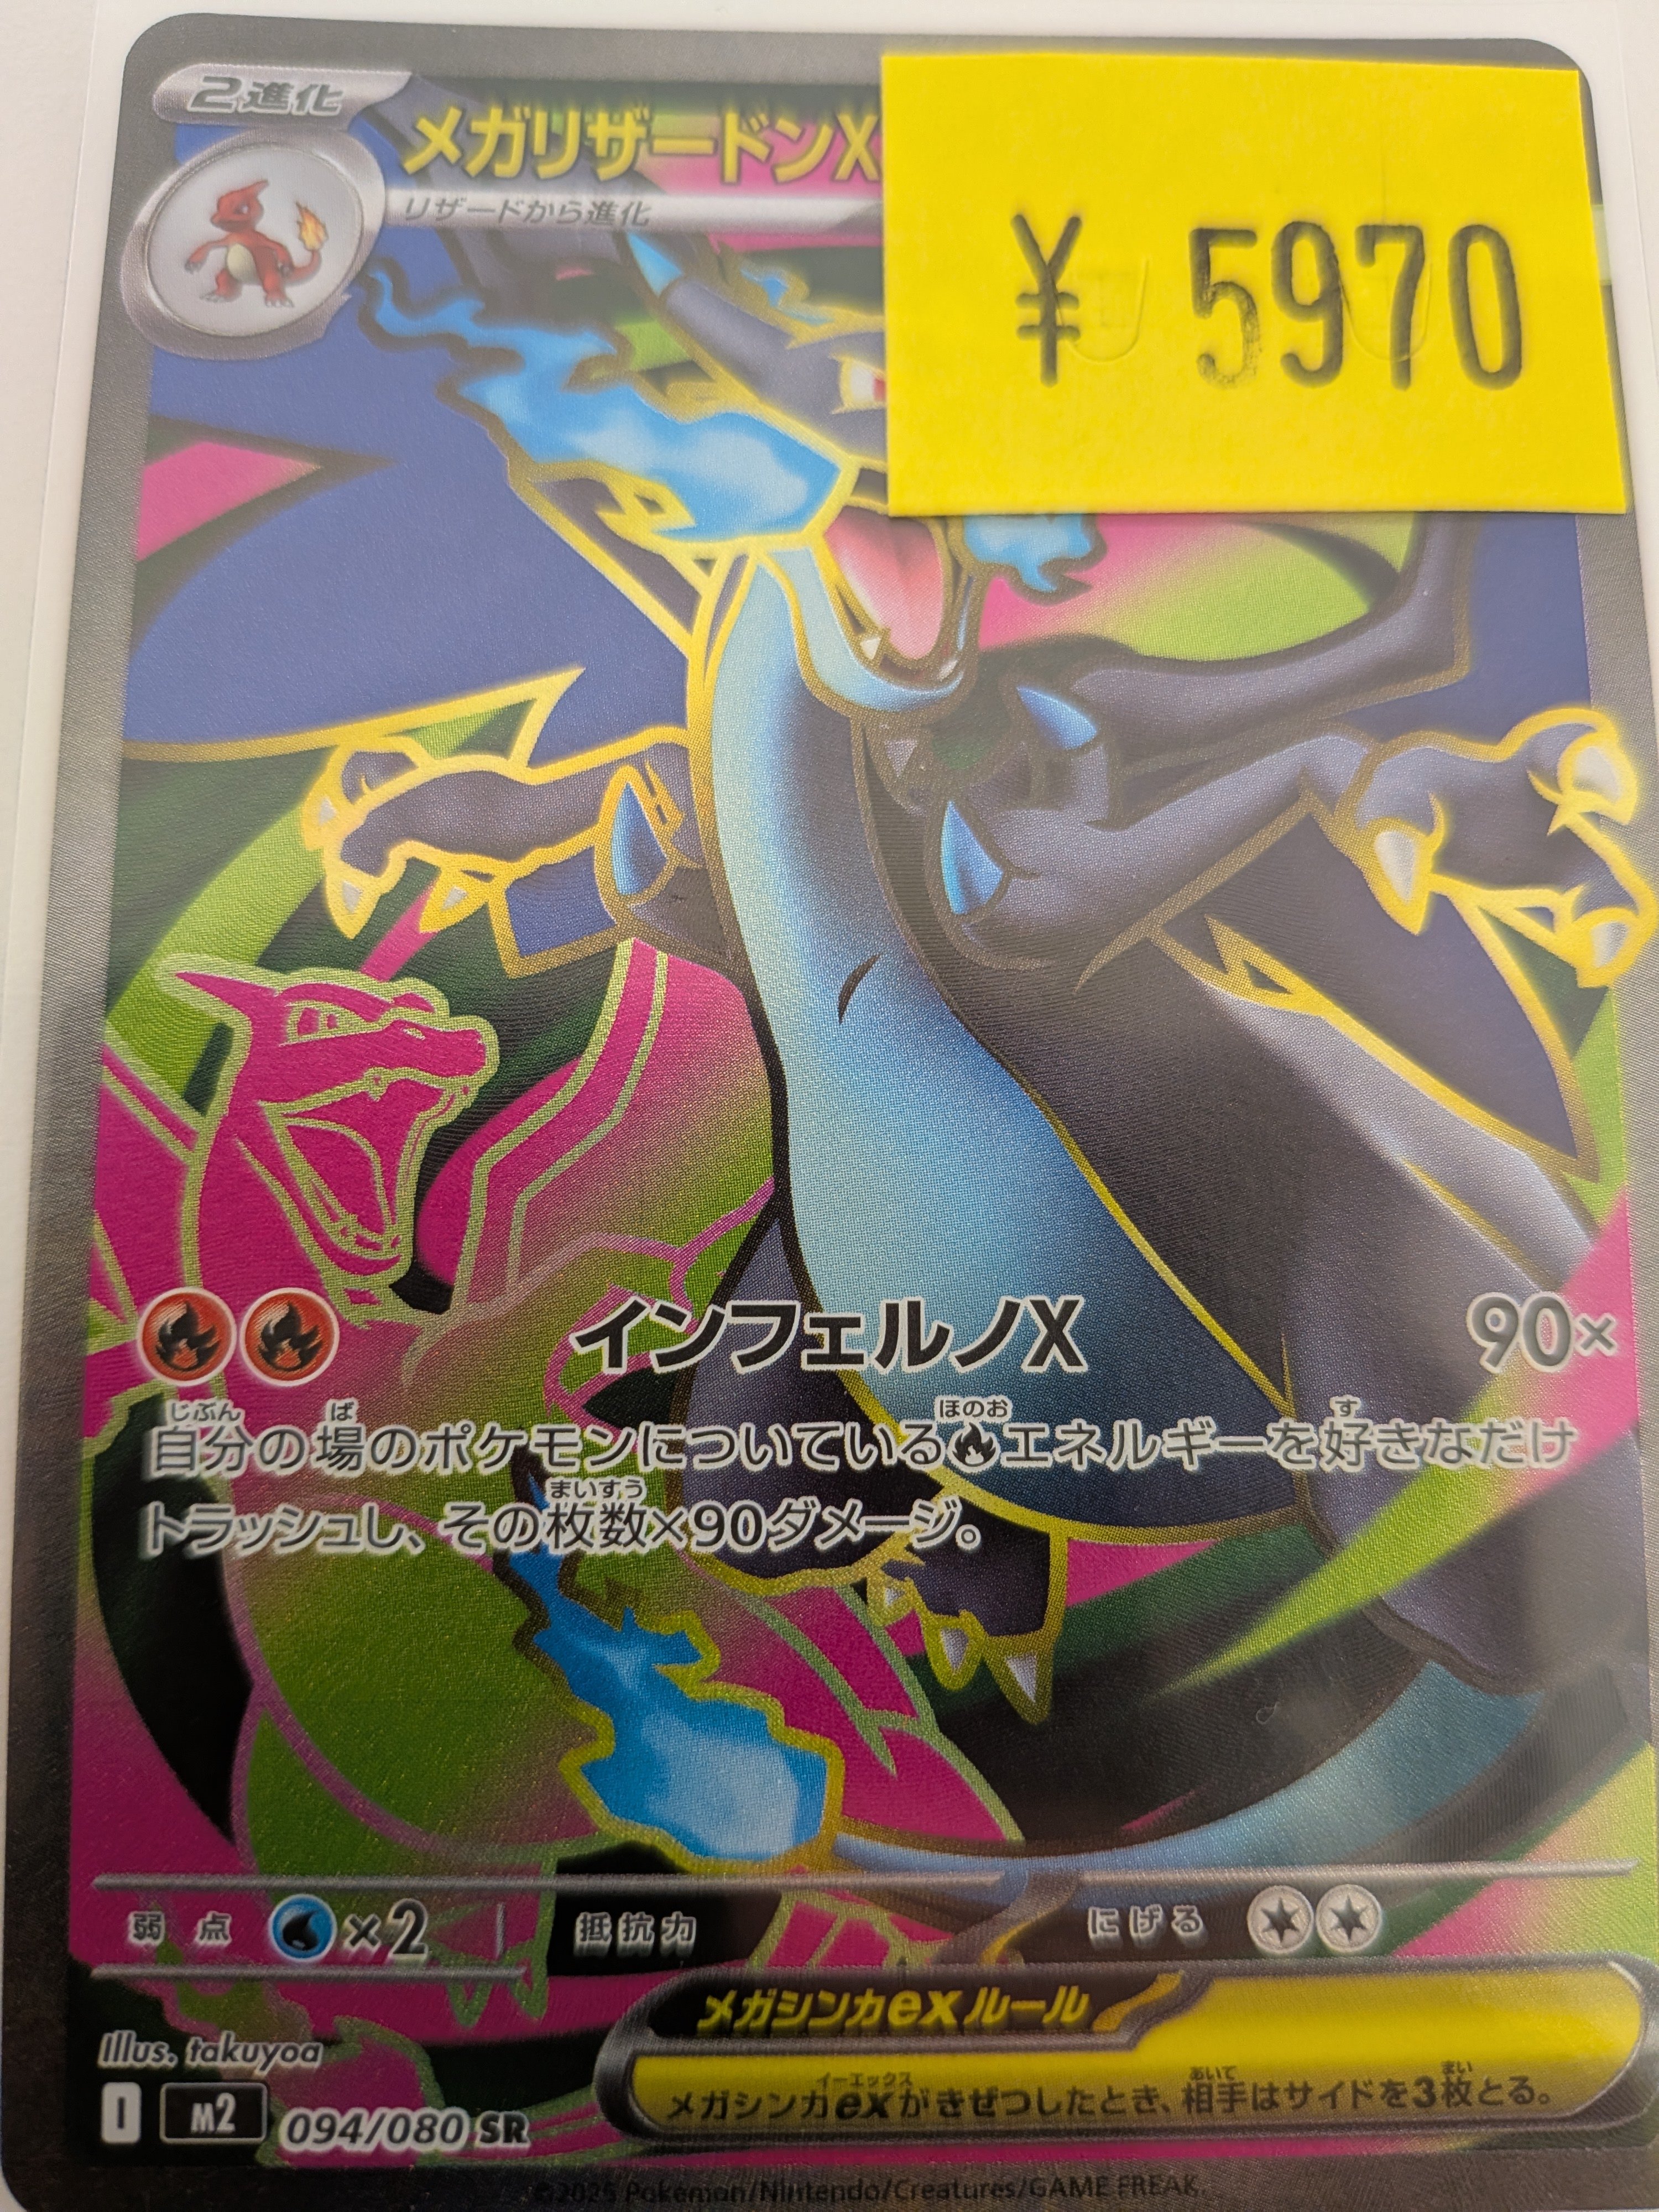 2進化
メガリザードンX
¥ 5970
リザードから進化
インフェルノX 90×
じぶん ば ほのお す
自分の場のポケモンについているエネルギーを好きなだけ
まいすう
トラッシュし、その枚数×90ダメージ。
弱点 ×2 抵抗力 にげる
メガシンカexルール
イーエックス あいて まい
メガシンカexがきぜつしたとき、相手はサイドを3枚とる。
Illus. takuyoa
I m2 094/080 SR
©2025 Pokémon/Nintendo/Creatures/GAME FREAK.